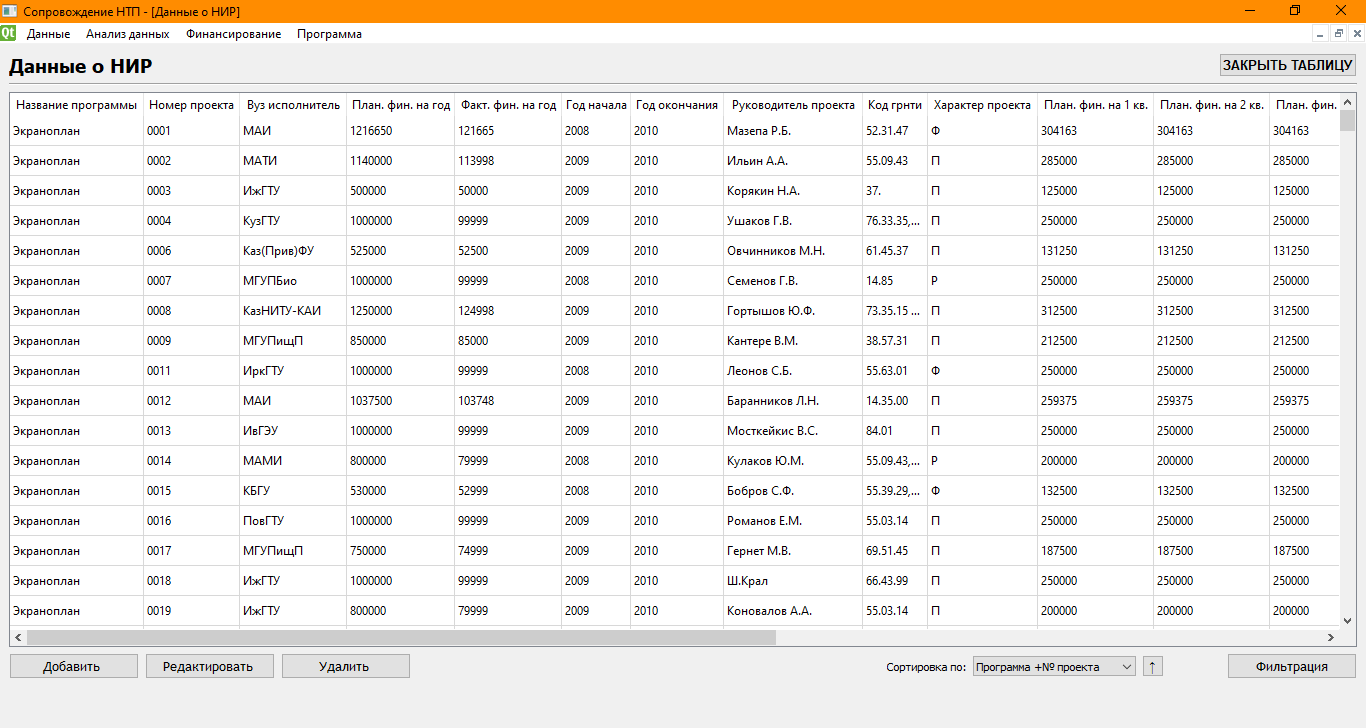 Сопровождение НТП - [Данные о НИР]
Qt Данные Анализ данных Финансирование Программа
Данные о НИР
ЗАКРЫТЬ ТАБЛИЦУ
Название программы Номер проекта Вуз исполнитель План. фин. на год Факт. фин. на год Год начала Год окончания Руководитель проекта Код грнти Характер проекта План. фин. на 1 кв. План. фин. на 2 кв. План. фин.
Экраноплан 0001 МАИ 1216650 121665 2008 2010 Мазепа Р.Б. 52.31.47 Ф 304163 304163 304163
Экраноплан 0002 МАТИ 1140000 113998 2009 2010 Ильин А.А. 55.09.43 П 285000 285000 285000
Экраноплан 0003 ИжГТУ 500000 50000 2009 2010 Корякин Н.А. 37. П 125000 125000 125000
Экраноплан 0004 КузГТУ 1000000 99999 2009 2010 Ушаков Г.В. 76.33.35,... П 250000 250000 250000
Экраноплан 0006 Каз(Прив)ФУ 525000 52500 2009 2010 Овчинников М.Н. 61.45.37 П 131250 131250 131250
Экраноплан 0007 МГУПБио 1000000 99999 2008 2010 Семенов Г.В. 14.85 Р 250000 250000 250000
Экраноплан 0008 КазНИТУ-КАИ 1250000 124998 2009 2010 Гортышов Ю.Ф. 73.35.15 ... П 312500 312500 312500
Экраноплан 0009 МГУПищП 850000 85000 2009 2010 Кантере В.М. 38.57.31 П 212500 212500 212500
Экраноплан 0011 ИркГТУ 1000000 99999 2008 2010 Леонов С.Б. 55.63.01 Ф 250000 250000 250000
Экраноплан 0012 МАИ 1037500 103748 2009 2010 Баранников Л.Н. 14.35.00 П 259375 259375 259375
Экраноплан 0013 ИвГЭУ 1000000 99999 2009 2010 Мосткейкис В.С. 84.01 П 250000 250000 250000
Экраноплан 0014 МАМИ 800000 79999 2008 2010 Кулаков Ю.М. 55.09.43,... Р 200000 200000 200000
Экраноплан 0015 КБГУ 530000 52999 2008 2010 Бобров С.Ф. 55.39.29,... Ф 132500 132500 132500
Экраноплан 0016 ПовГТУ 1000000 99999 2009 2010 Романов Е.М. 55.03.14 П 250000 250000 250000
Экраноплан 0017 МГУПищП 750000 74999 2009 2010 Гернет М.В. 69.51.45 П 187500 187500 187500
Экраноплан 0018 ИжГТУ 1000000 99999 2009 2010 Ш.Крал 66.43.99 П 250000 250000 250000
Экраноплан 0019 ИжГТУ 800000 79999 2009 2010 Коновалов А.А. 55.03.14 П 200000 200000 200000
Добавить Редактировать Удалить Сортировка по: Программа +№ проекта ↑ Фильтрация